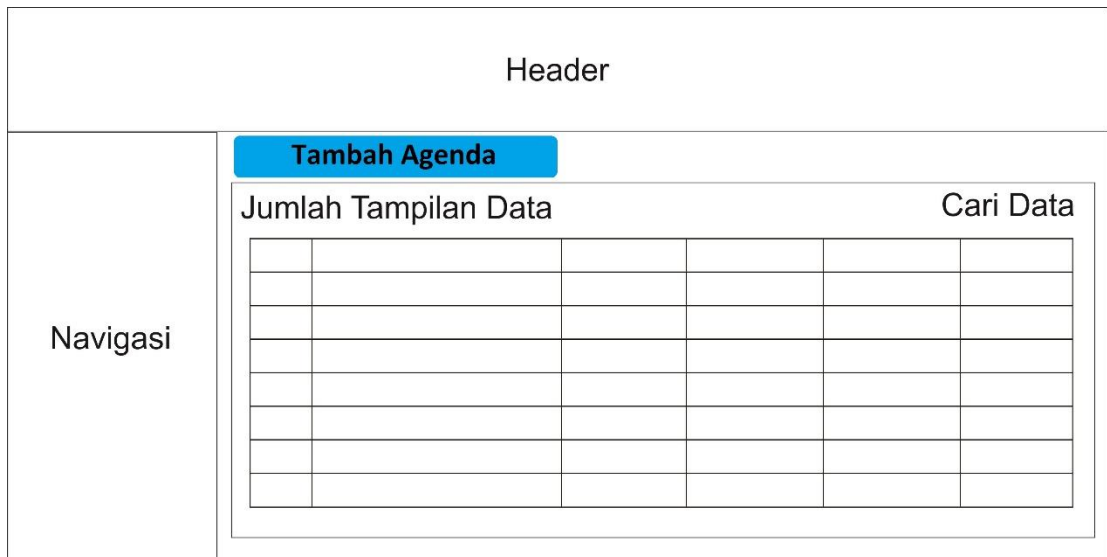 Header
Tambah Agenda
Jumlah Tampilan Data
Cari Data
Navigasi